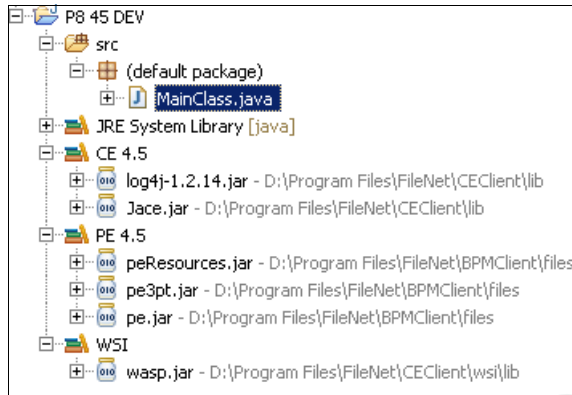 P8 45 DEV
src
(default package)
MainClass.java
JRE System Library [java]
CE 4.5
log4j-1.2.14.jar - D:\Program Files\FileNet\CEClient\lib
Jace.jar - D:\Program Files\FileNet\CEClient\lib
PE 4.5
peResources.jar - D:\Program Files\FileNet\BPMClient\files
pe3pt.jar - D:\Program Files\FileNet\BPMClient\files
pe.jar - D:\Program Files\FileNet\BPMClient\files
WSI
wasp.jar - D:\Program Files\FileNet\CEClient\wsi\lib